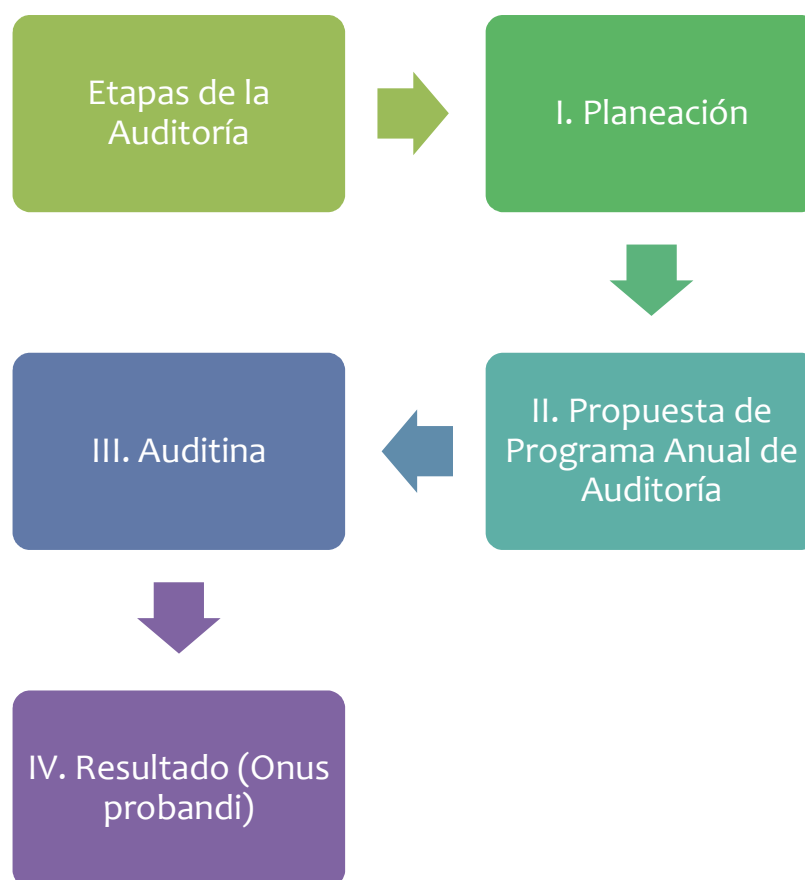 Etapas de la
Auditoría
I. Planeación
II. Propuesta de
Programa Anual de
Auditoría
III. Auditina
IV. Resultado (Onus
probandi)